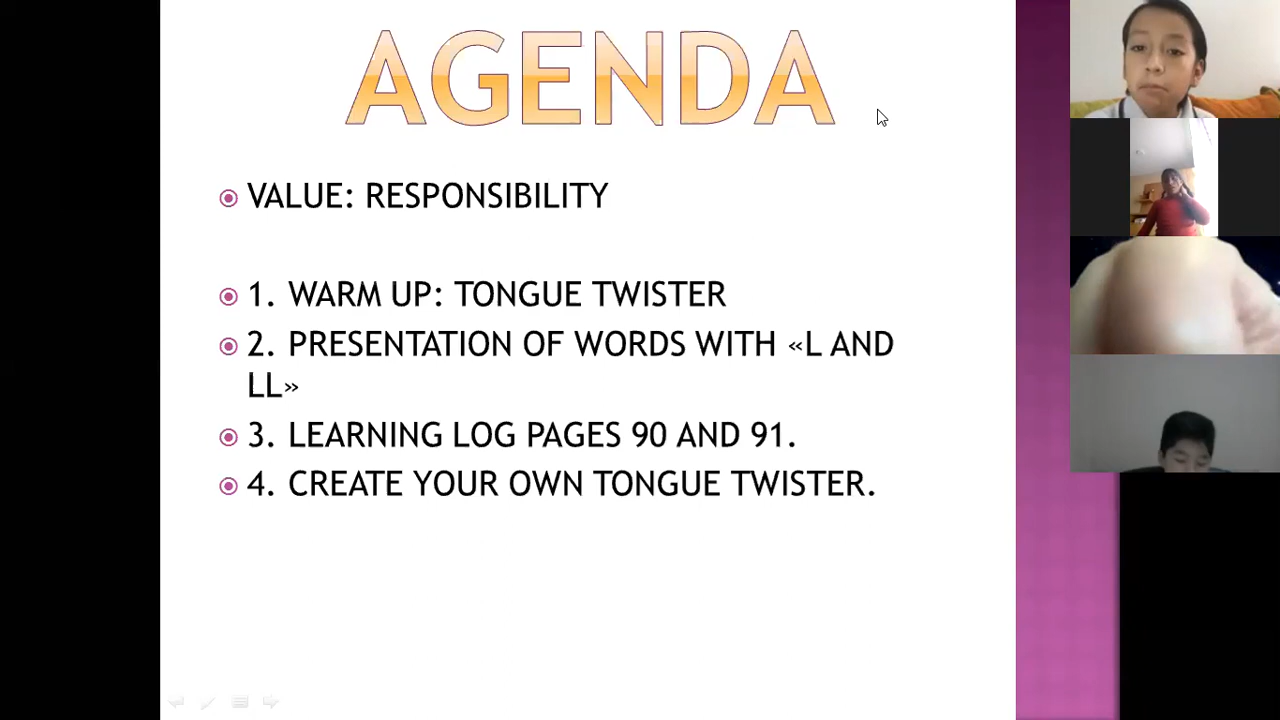 AGENDA
VALUE: RESPONSIBILITY
1. WARM UP: TONGUE TWISTER
2. PRESENTATION OF WORDS WITH «L AND
LL»
3. LEARNING LOG PAGES 90 AND 91.
4. CREATE YOUR OWN TONGUE TWISTER.